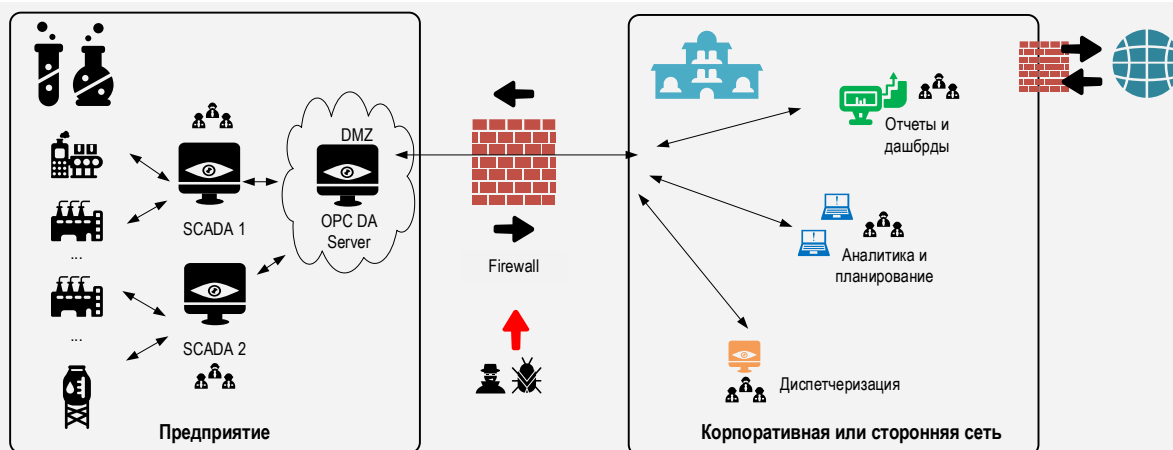 DMZ
OPC DA
Server
SCADA 1
...
...
SCADA 2
Предприятие
Firewall
Отчеты и
дашбрды
Аналитика и
планирование
Диспетчеризация
Корпоративная или сторонняя сеть